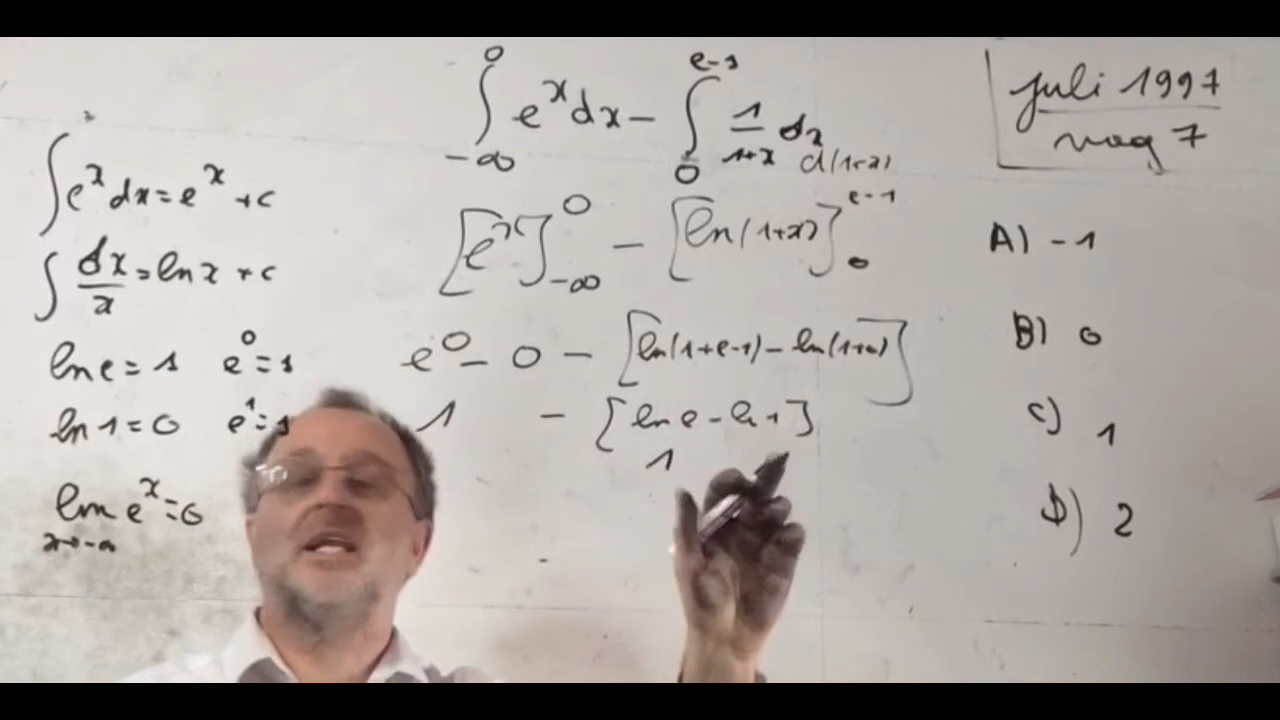 ∫ e^x dx = e^x + c
∫ dx/x = ln x + c
ln e = 1 e^0 = 1
ln 1 = 0 e^1 = 1
lim e^x = 0
x→-∞
∫_{-∞}^{0} e^x dx - ∫_{0}^{e-1} 1/(1+x) dx
d(1+x)
[e^x]_{-∞}^{0} - [ln(1+x)]_{0}^{e-1}
e^0 - 0 - [ln(1+e-1) - ln(1+0)]
1 - [ln e - ln 1]
1
juli 1997
vraag 7
A) -1
B) 0
C) 1
D) 2